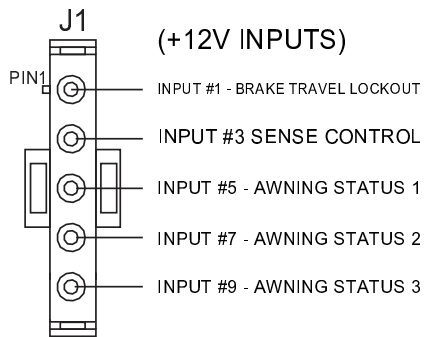 J1
(+12V INPUTS)
PIN1
INPUT #1 - BRAKE TRAVEL LOCKOUT
INPUT #3 SENSE CONTROL
INPUT #5 - AWNING STATUS 1
INPUT #7 - AWNING STATUS 2
INPUT #9 - AWNING STATUS 3